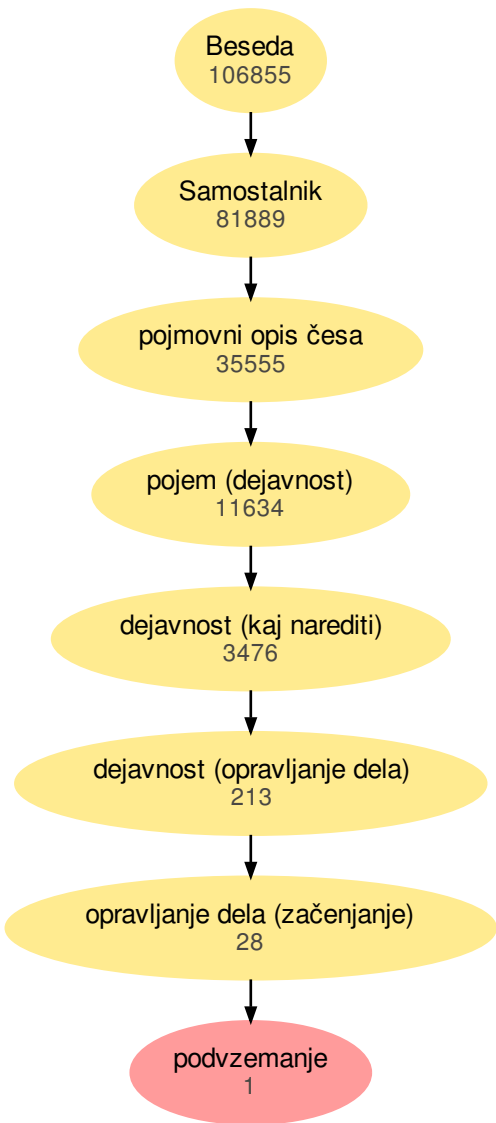 Beseda
106855
Samostalnik
81889
pojmovni opis česa
35555
pojem (dejavnost)
11634
dejavnost (kaj narediti)
3476
dejavnost (opravljanje dela)
213
opravljanje dela (začenjanje)
28
podvzemanje
1